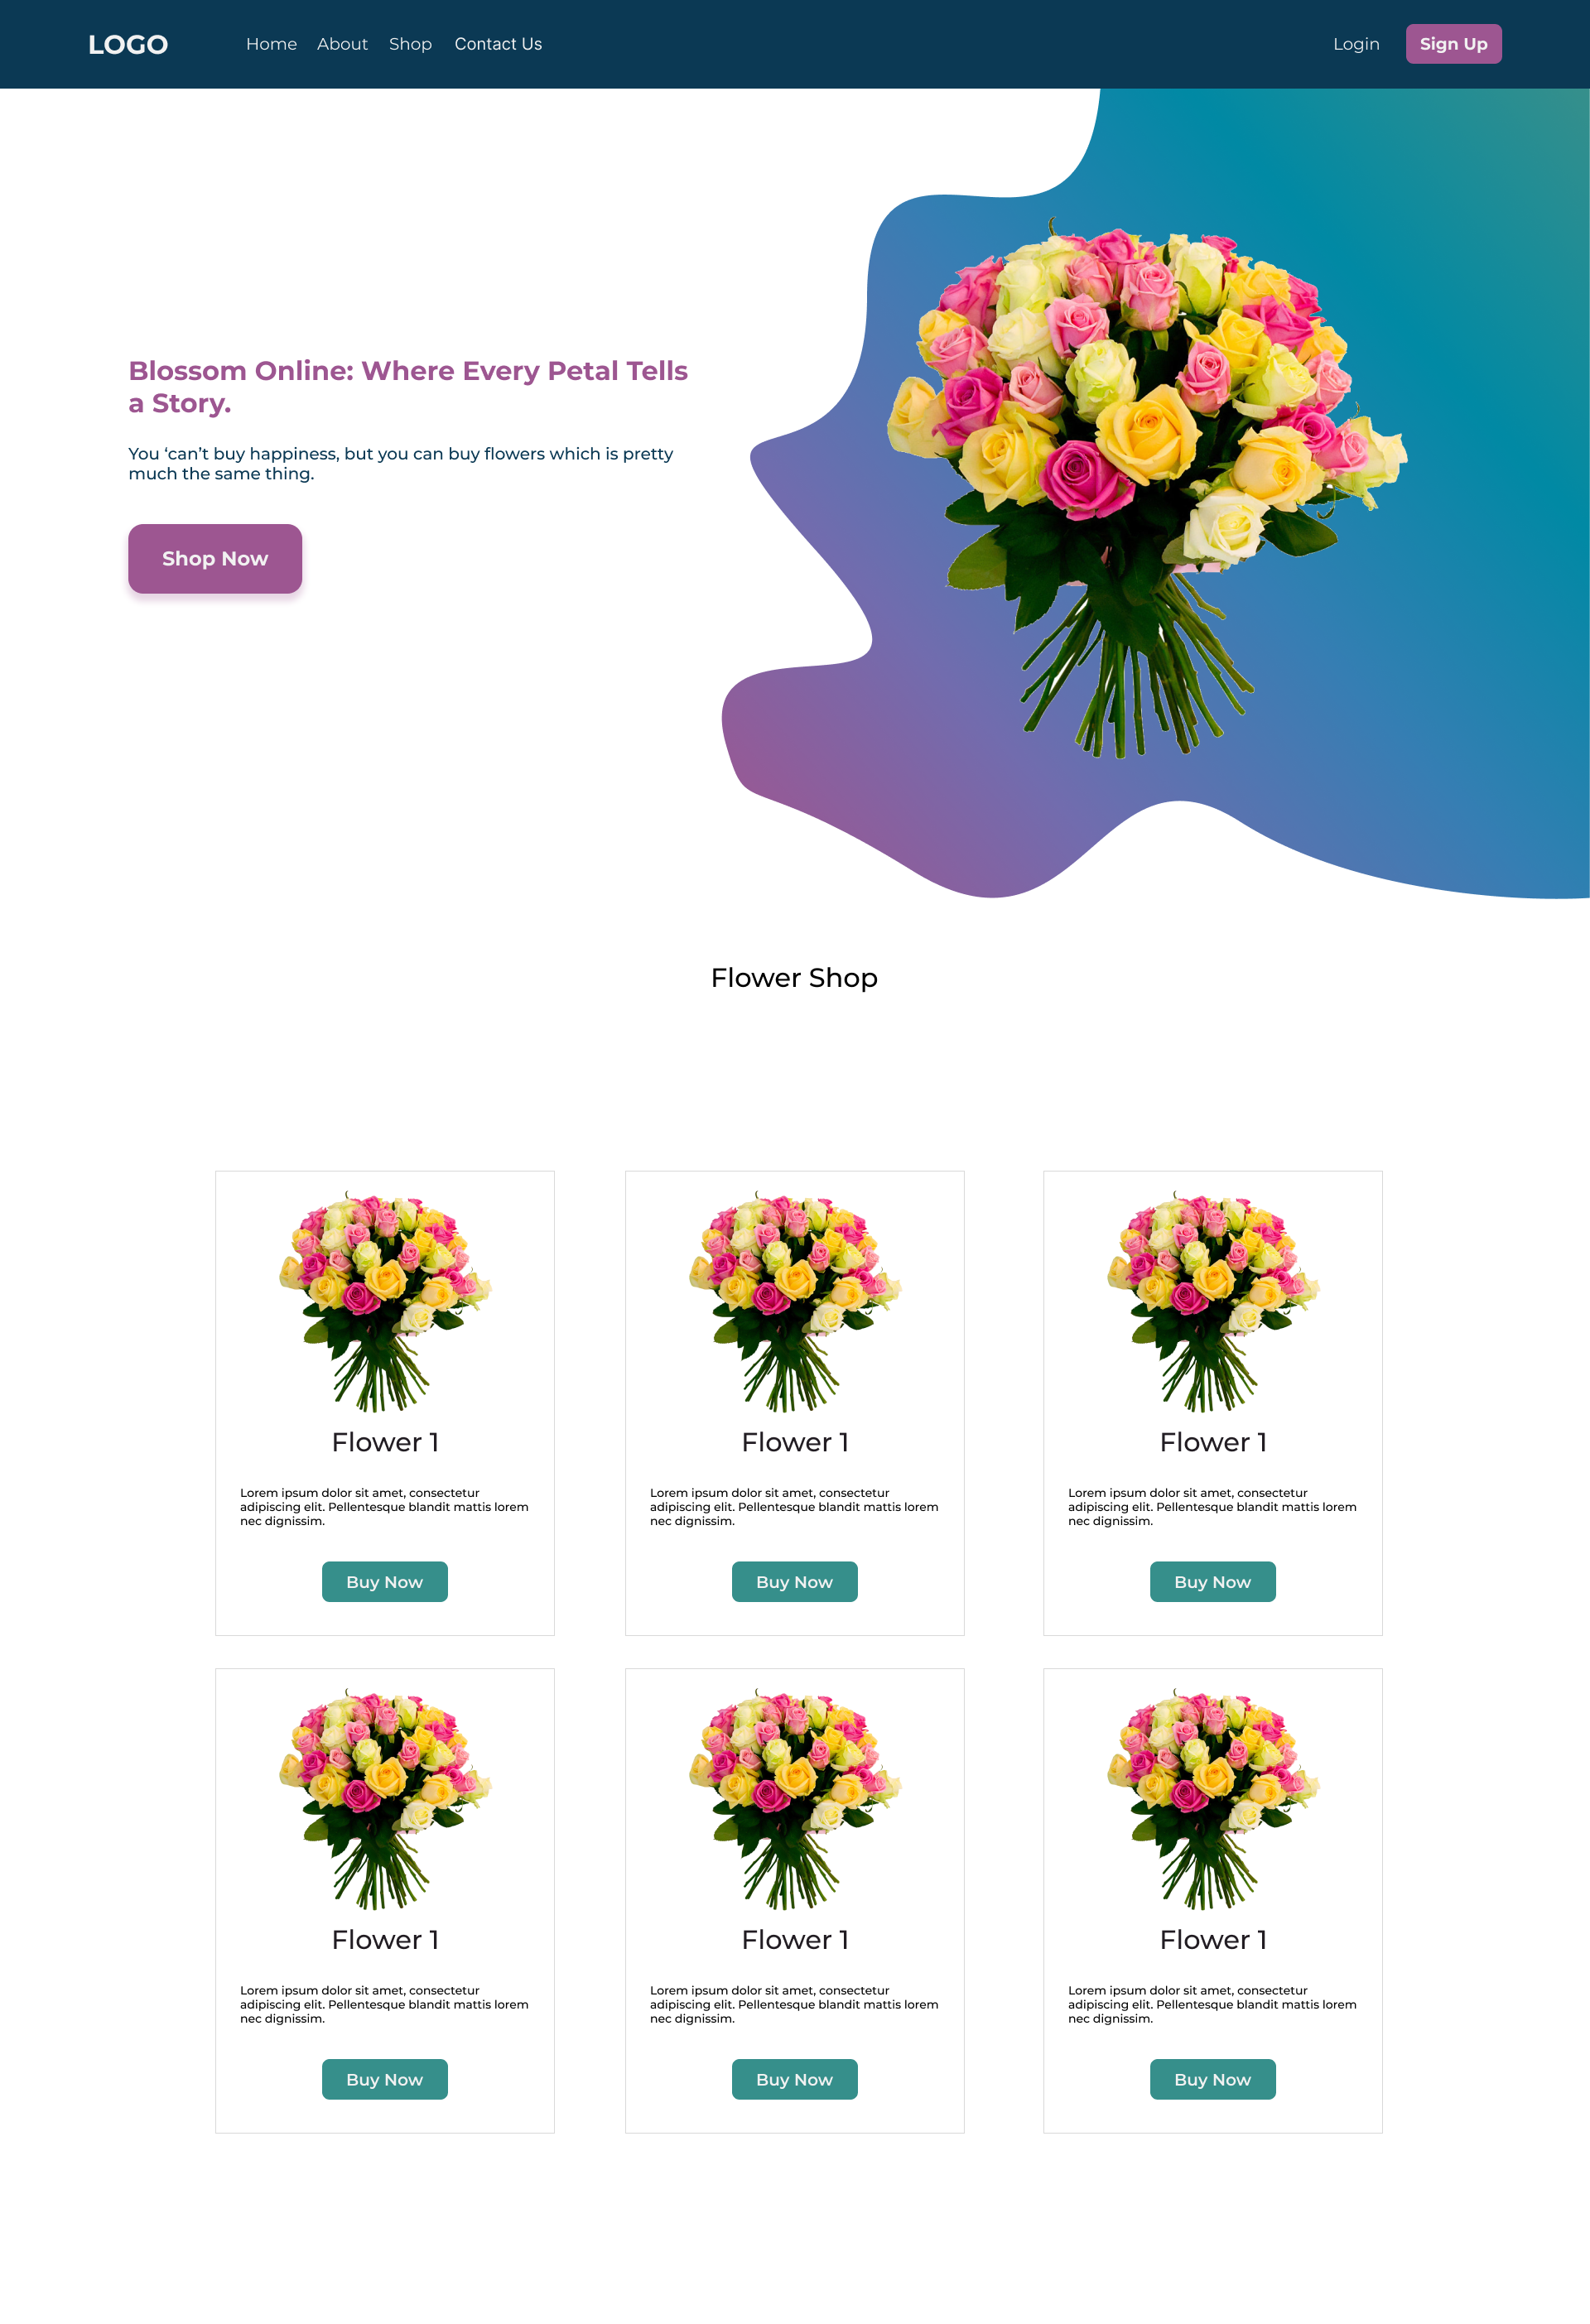 LOGO
Home About Shop Contact Us
Login
Sign Up
Blossom Online: Where Every Petal Tells
a Story.
You ‘can’t buy happiness, but you can buy flowers which is pretty
much the same thing.
Shop Now
Flower Shop
Flower 1
Lorem ipsum dolor sit amet, consectetur
adipiscing elit. Pellentesque blandit mattis lorem
nec dignissim.
Buy Now
Flower 1
Lorem ipsum dolor sit amet, consectetur
adipiscing elit. Pellentesque blandit mattis lorem
nec dignissim.
Buy Now
Flower 1
Lorem ipsum dolor sit amet, consectetur
adipiscing elit. Pellentesque blandit mattis lorem
nec dignissim.
Buy Now
Flower 1
Lorem ipsum dolor sit amet, consectetur
adipiscing elit. Pellentesque blandit mattis lorem
nec dignissim.
Buy Now
Flower 1
Lorem ipsum dolor sit amet, consectetur
adipiscing elit. Pellentesque blandit mattis lorem
nec dignissim.
Buy Now
Flower 1
Lorem ipsum dolor sit amet, consectetur
adipiscing elit. Pellentesque blandit mattis lorem
nec dignissim.
Buy Now